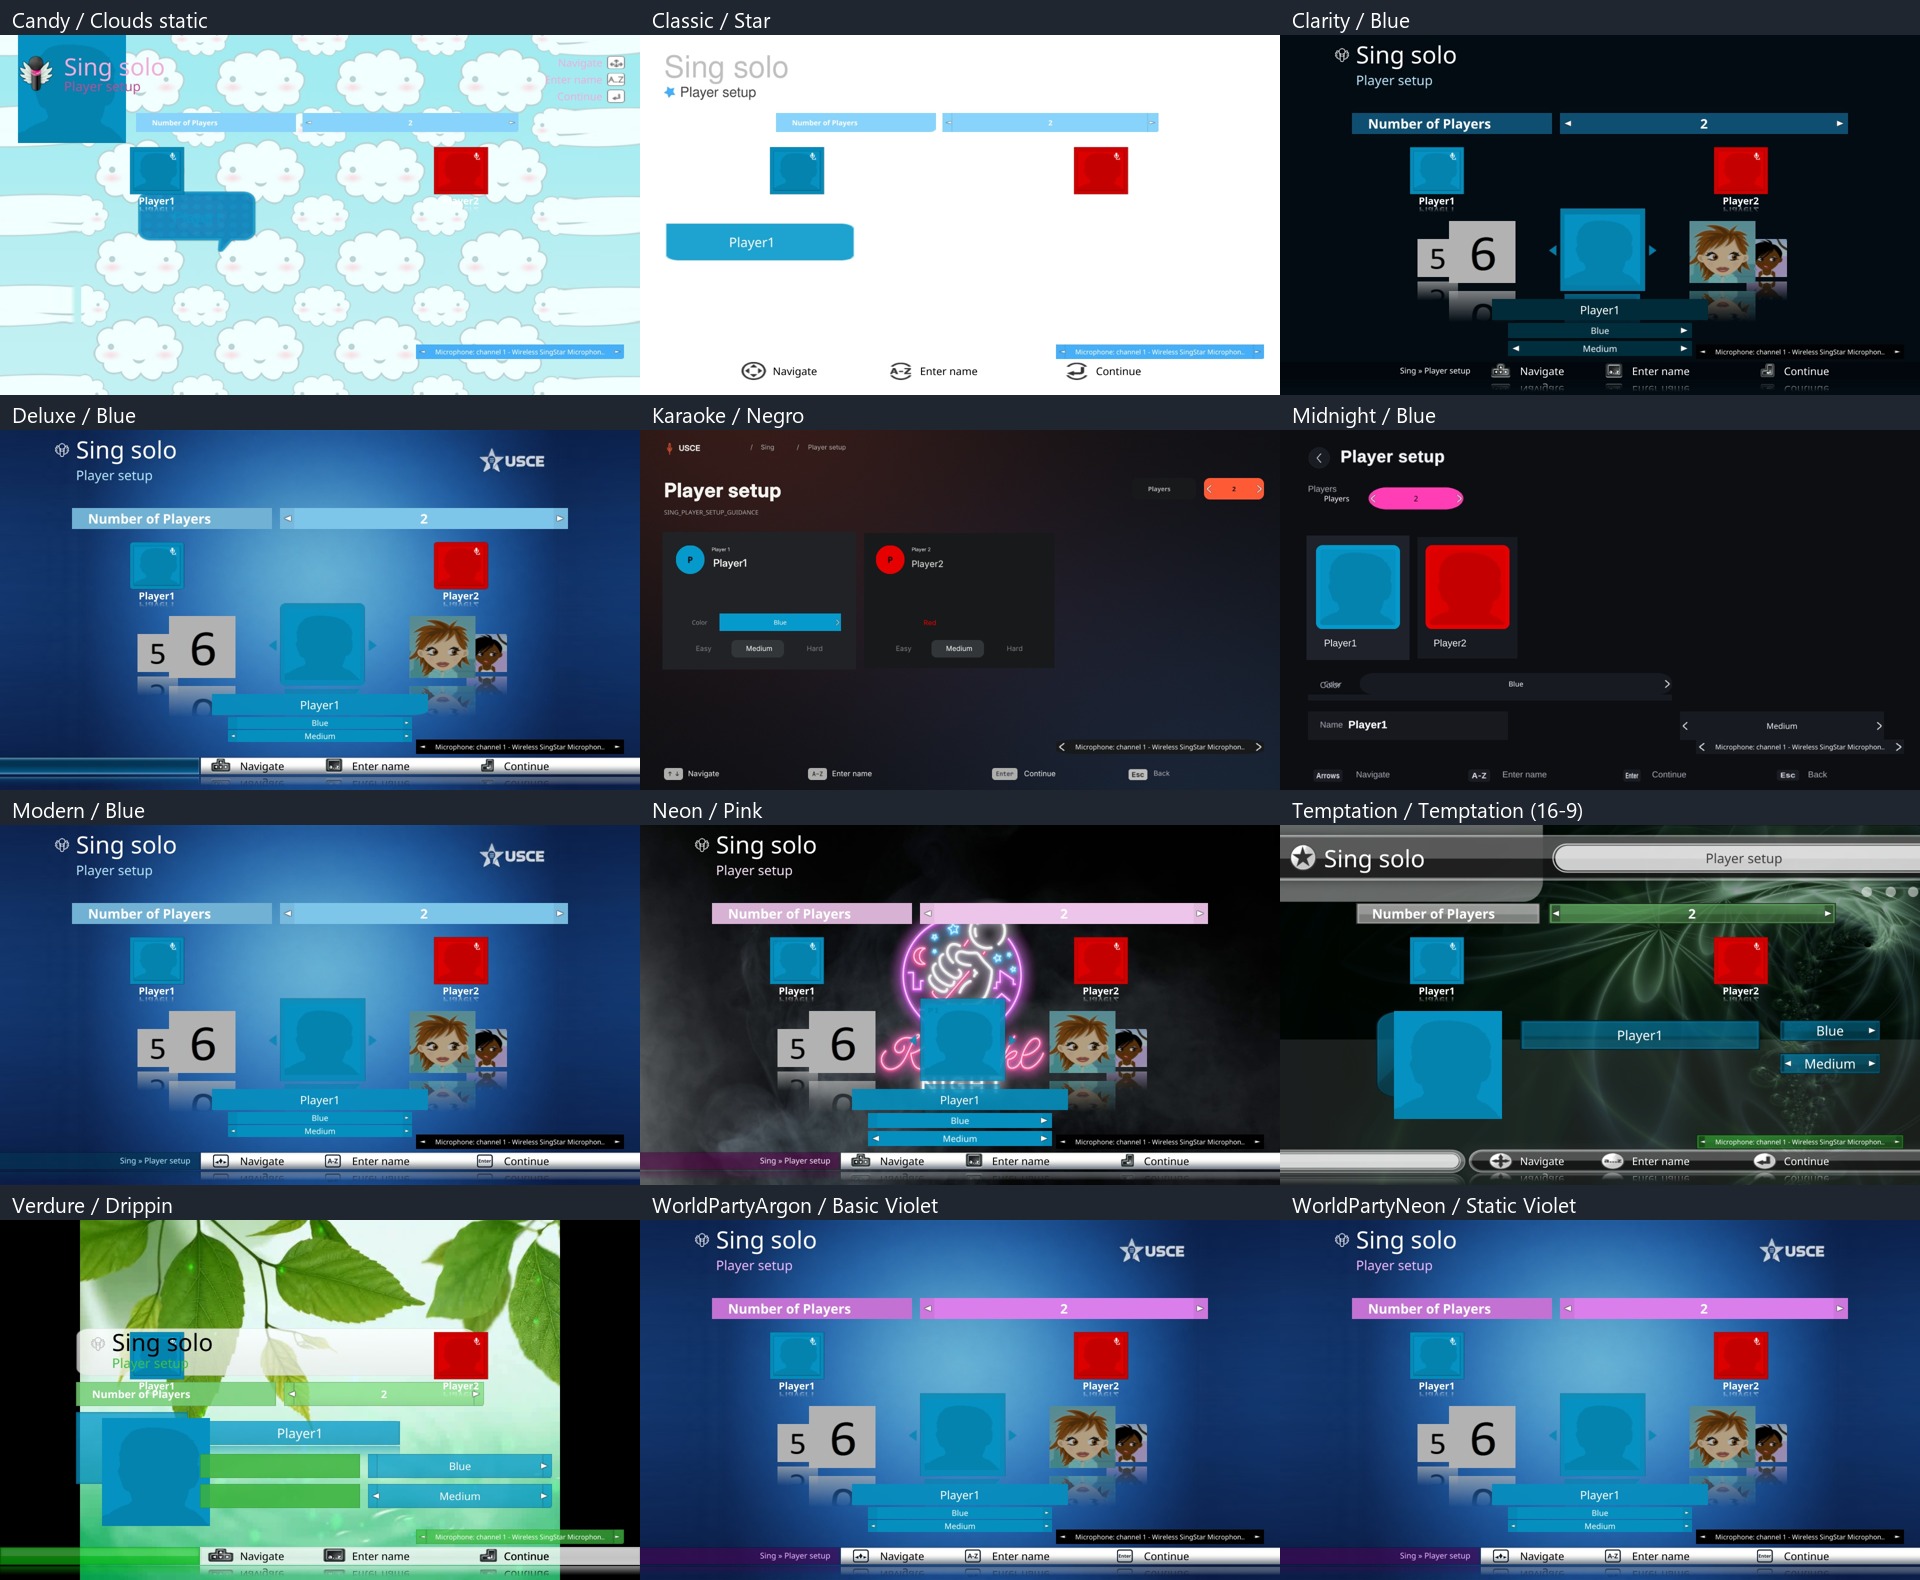 Candy / Clouds static
Sing solo
Player setup
Navigate
Enter name
A..Z
Continue
Number of Players
2
Player1
Player2
Microphone: channel 1 - Wireless SingStar Microphon..
Classic / Star
Sing solo
Player setup
Number of Players
2
Player1
Microphone: channel 1 - Wireless SingStar Microphon..
Navigate
A-Z Enter name
Continue
Clarity / Blue
Sing solo
Player setup
Number of Players
2
Player1
Player2
5 6
Player1
Blue
Medium
Microphone: channel 1 - Wireless SingStar Microphon..
Sing » Player setup
Navigate
Enter name
Continue
Deluxe / Blue
Sing solo
Player setup
USCE
Number of Players
2
Player1
Player2
5 6
Player1
Blue
Medium
Microphone: channel 1 - Wireless SingStar Microphon..
Navigate
Enter name
Continue
Karaoke / Negro
USCE / Sing / Player setup
Player setup
Players
2
SING_PLAYER_SETUP_GUIDANCE
P
Player 1
Player1
Color
Blue
Easy Medium Hard
P
Player 2
Player2
Red
Easy Medium Hard
Microphone: channel 1 - Wireless SingStar Microphon..
Navigate
A-Z Enter name
Enter Continue
Esc Back
Midnight / Blue
Player setup
Players
Players
2
Player1
Player2
Color
Blue
Name Player1
Medium
Microphone: channel 1 - Wireless SingStar Microphon..
Arrows Navigate
A-Z Enter name
Enter Continue
Esc Back
Modern / Blue
Sing solo
Player setup
USCE
Number of Players
2
Player1
Player2
5 6
Player1
Blue
Medium
Microphone: channel 1 - Wireless SingStar Microphon..
Sing » Player setup
Navigate
A-Z Enter name
Enter Continue
Neon / Pink
Sing solo
Player setup
Number of Players
2
Player1
Player2
5 6
NIGHT
Player1
Blue
Medium
Microphone: channel 1 - Wireless SingStar Microphon..
Sing » Player setup
Navigate
Enter name
Continue
Temptation / Temptation (16-9)
Sing solo
Player setup
Number of Players
2
Player1
Player2
Player1
Blue
Medium
Microphone: channel 1 - Wireless SingStar Microphon..
Navigate
Enter name
Continue
Verdure / Drippin
Sing solo
Player setup
Player1
Player2
Number of Players
2
Player1
Blue
Medium
Microphone: channel 1 - Wireless SingStar Microphon..
Navigate
Enter name
Continue
WorldPartyArgon / Basic Violet
Sing solo
Player setup
USCE
Number of Players
2
Player1
Player2
5 6
Player1
Blue
Medium
Microphone: channel 1 - Wireless SingStar Microphon..
Sing » Player setup
Navigate
A-Z Enter name
Enter Continue
WorldPartyNeon / Static Violet
Sing solo
Player setup
USCE
Number of Players
2
Player1
Player2
5 6
Player1
Blue
Medium
Microphone: channel 1 - Wireless SingStar Microphon..
Sing » Player setup
Navigate
A-Z Enter name
Enter Continue